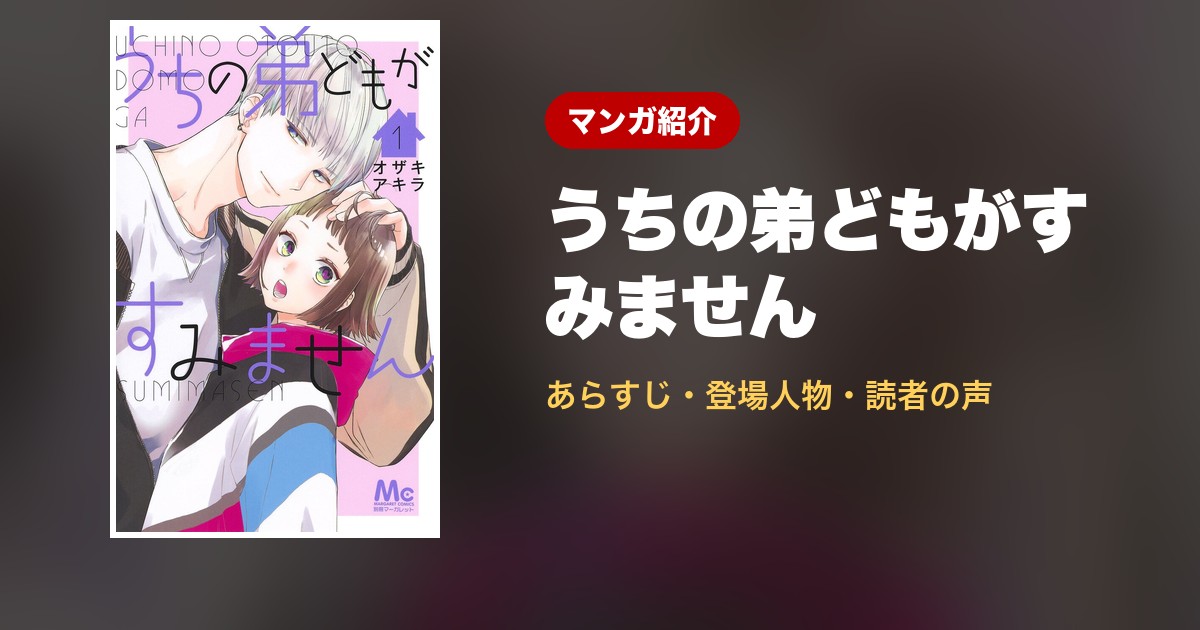 UCHINO OTOUTO
DOMO
GA
うちの弟どもが
1
オザキ
アキラ
すみません
SUMIMASEN
Mc
MARGARET COMICS
別冊マーガレット
マンガ紹介
うちの弟どもがす
みません
あらすじ・登場人物・読者の声